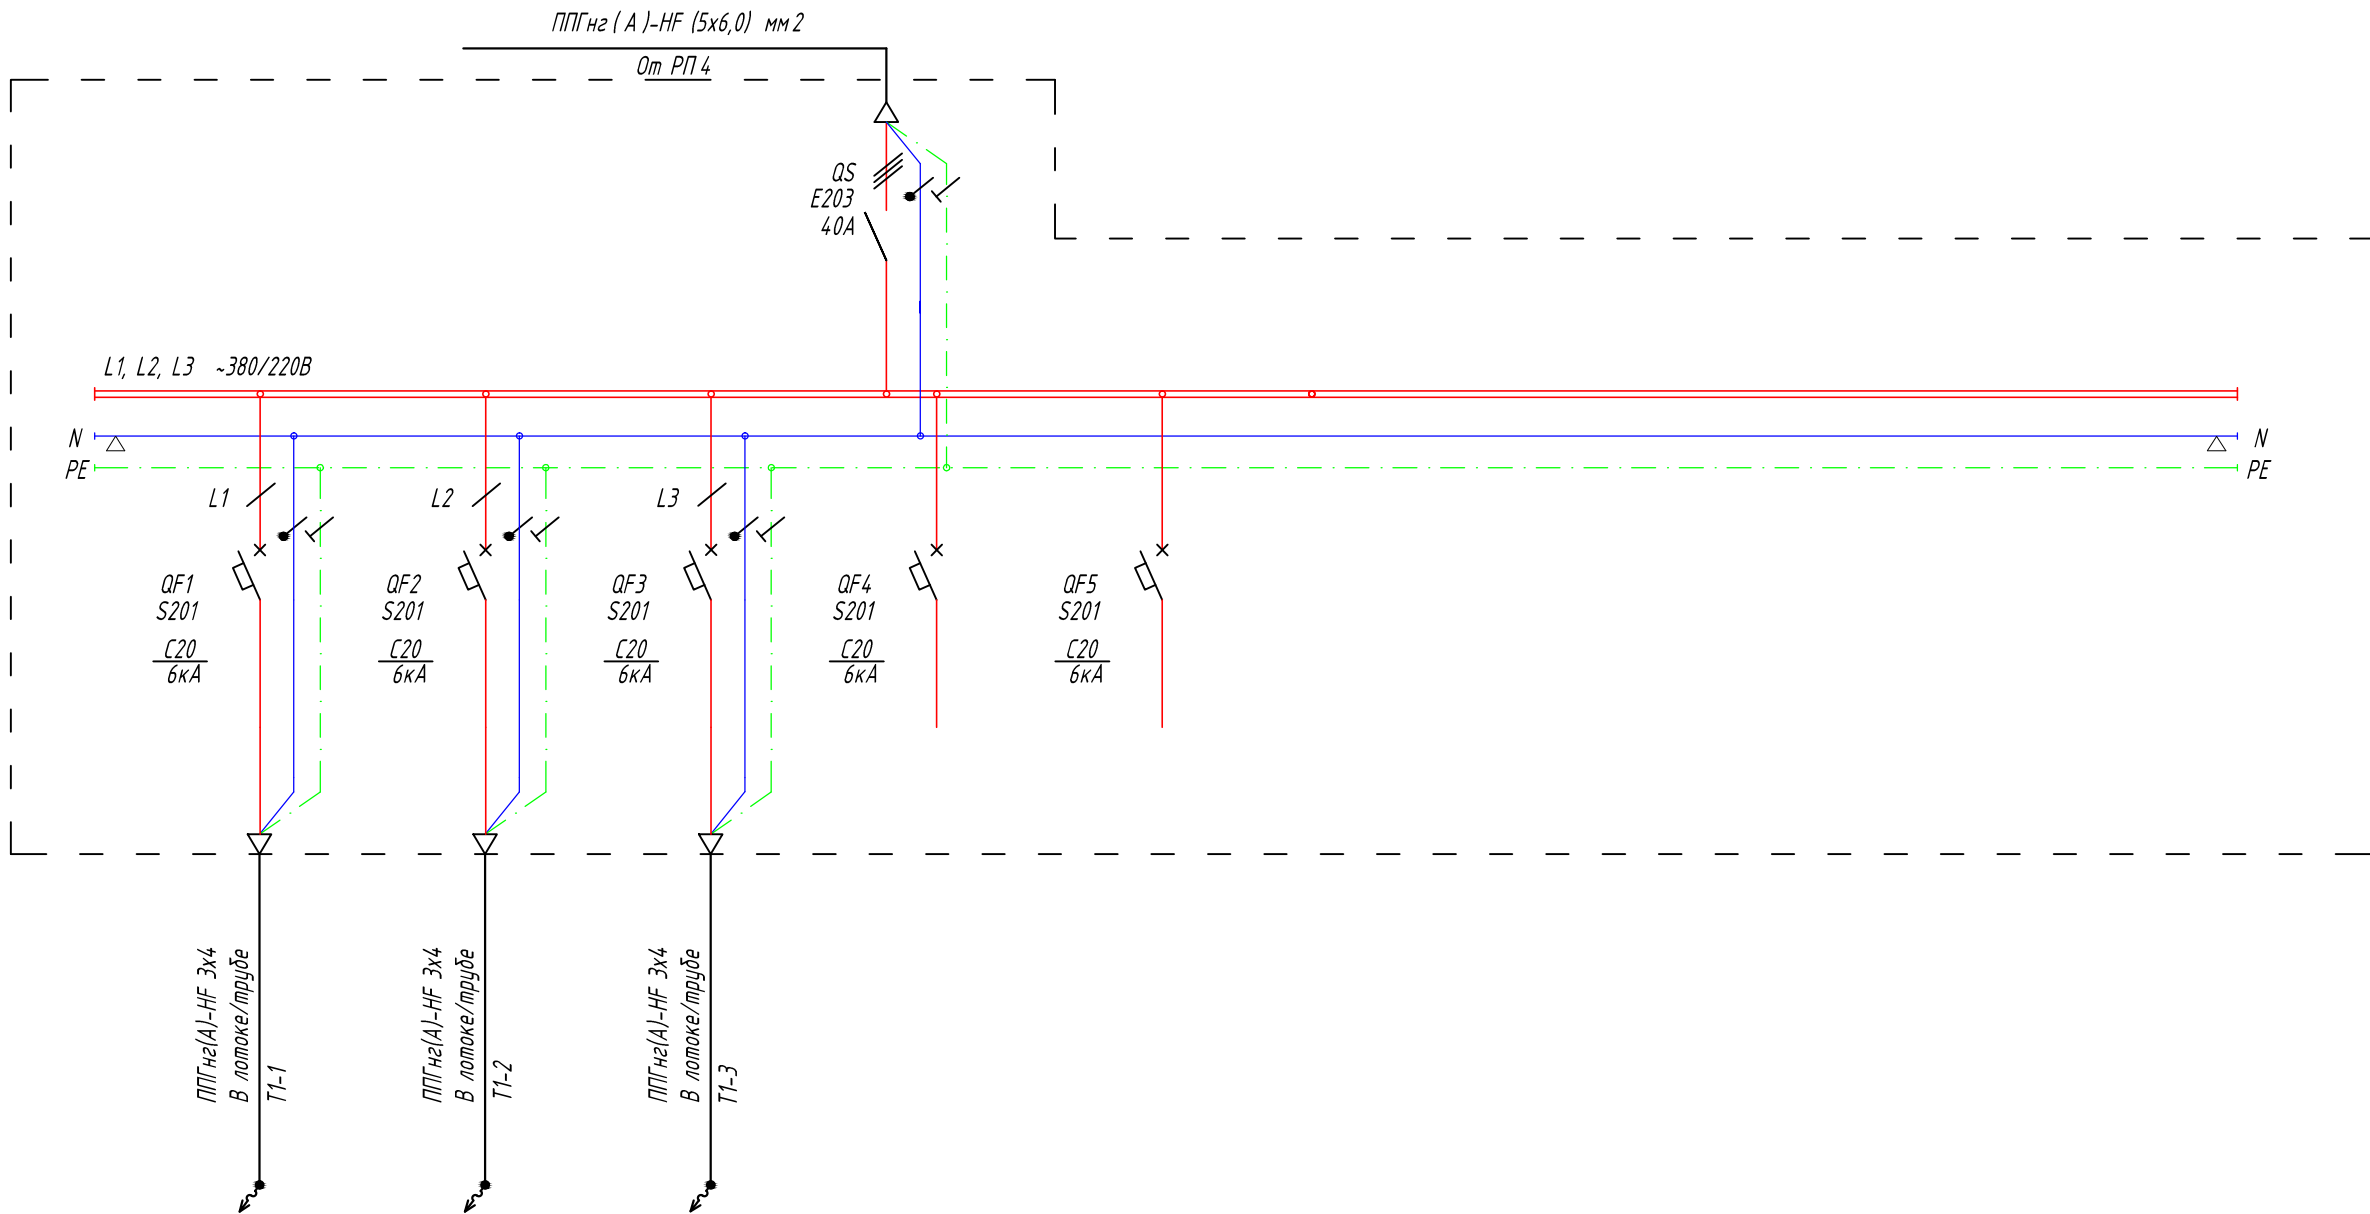 ППГнг ( А )-HF (5х6,0) мм2
От РП 4
QS
E203
40А
L1, L2, L3 ~380/220В
N
PE
N
PE
L1
L2
L3
QF1
S201
C20
6кА
QF2
S201
C20
6кА
QF3
S201
C20
6кА
QF4
S201
C20
6кА
QF5
S201
C20
6кА
ППГнг(А)-HF 3х4
В лотоке/трубе
Т1-1
ППГнг(А)-HF 3х4
В лотоке/трубе
Т1-2
ППГнг(А)-HF 3х4
В лотоке/трубе
Т1-3